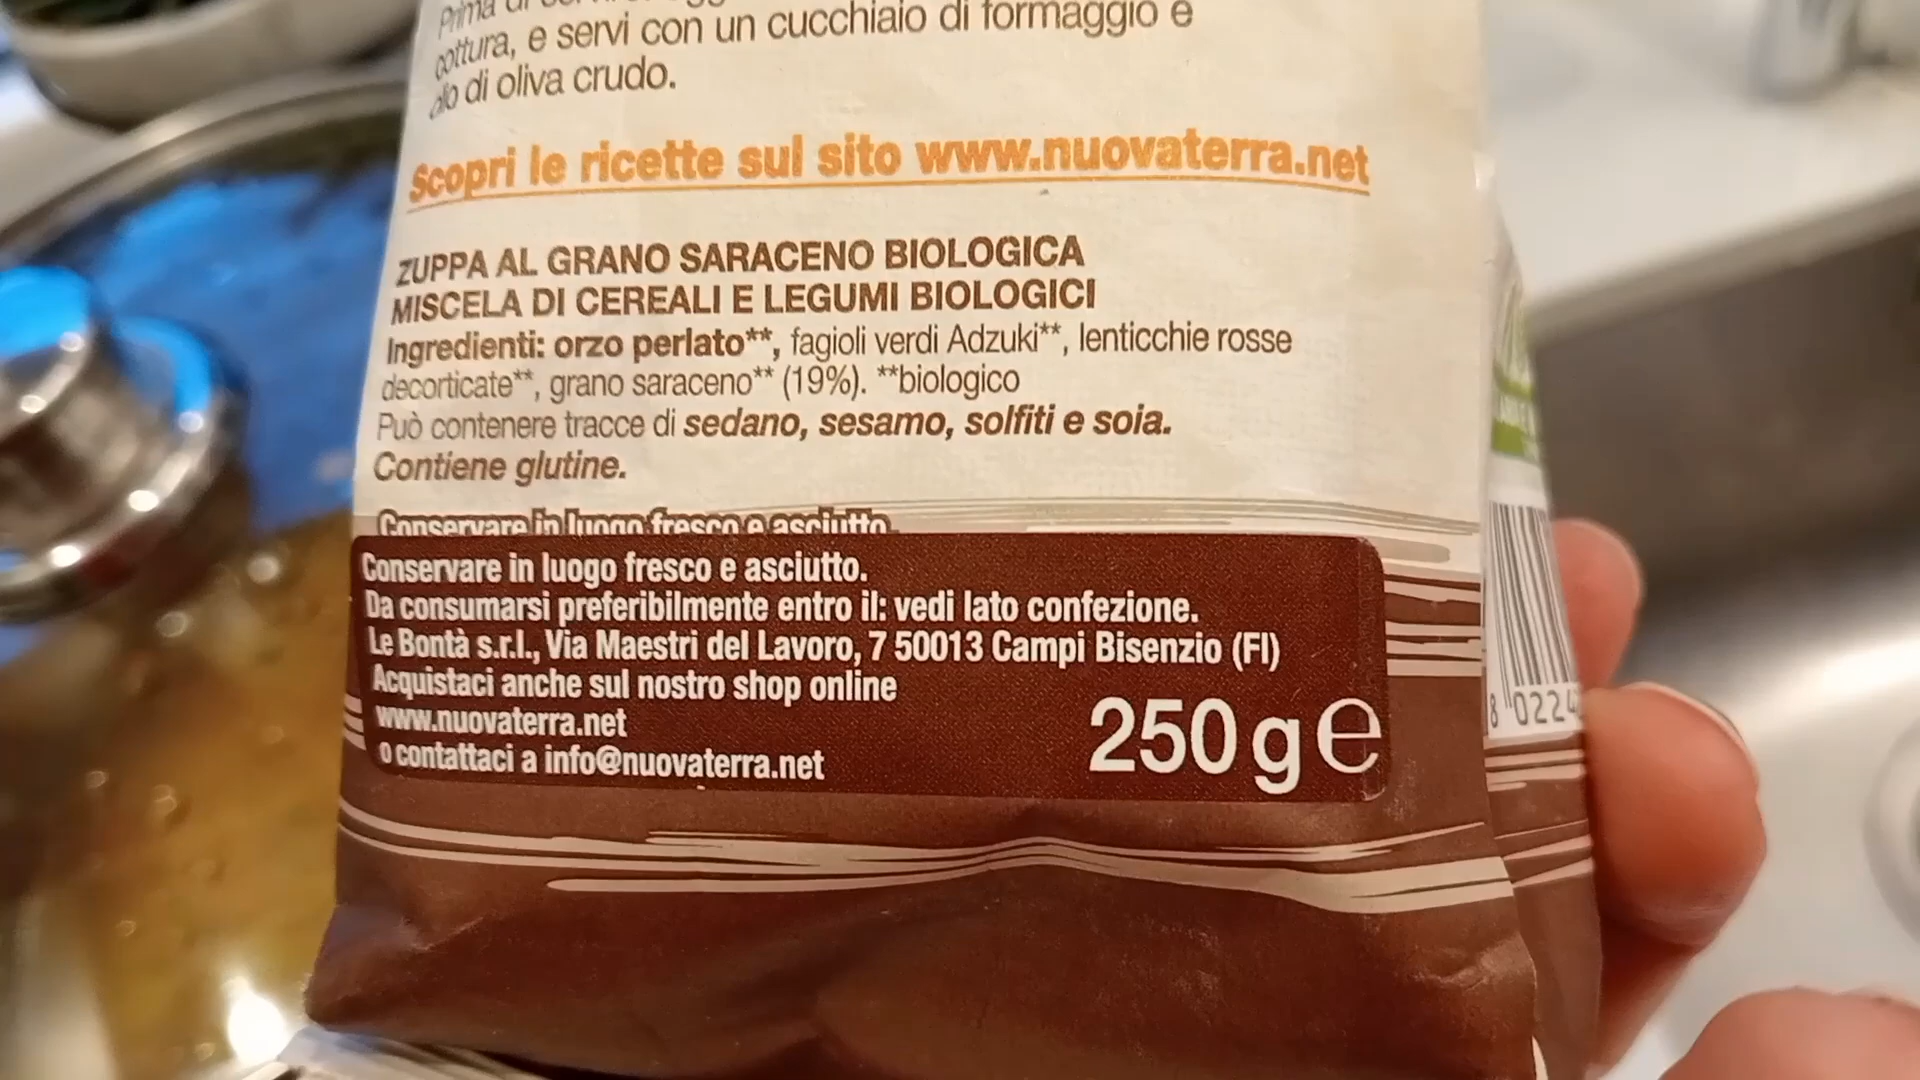 Prima
cottura, e servi con un cucchiaio di formaggio e
olio di oliva crudo.
Scopri le ricette sul sito www.nuovaterra.net
ZUPPA AL GRANO SARACENO BIOLOGICA
MISCELA DI CEREALI E LEGUMI BIOLOGICI
Ingredienti: orzo perlato**, fagioli verdi Adzuki**, lenticchie rosse
decorticate**, grano saraceno** (19%). **biologico
Può contenere tracce di sedano, sesamo, solfiti e soia.
Contiene glutine.
Conservare in luogo fresco e asciutto.
Conservare in luogo fresco e asciutto.
Da consumarsi preferibilmente entro il: vedi lato confezione.
Le Bontà s.r.l., Via Maestri del Lavoro, 7 50013 Campi Bisenzio (FI)
Acquistaci anche sul nostro shop online
www.nuovaterra.net
o contattaci a info@nuovaterra.net
250 g e
8 0224